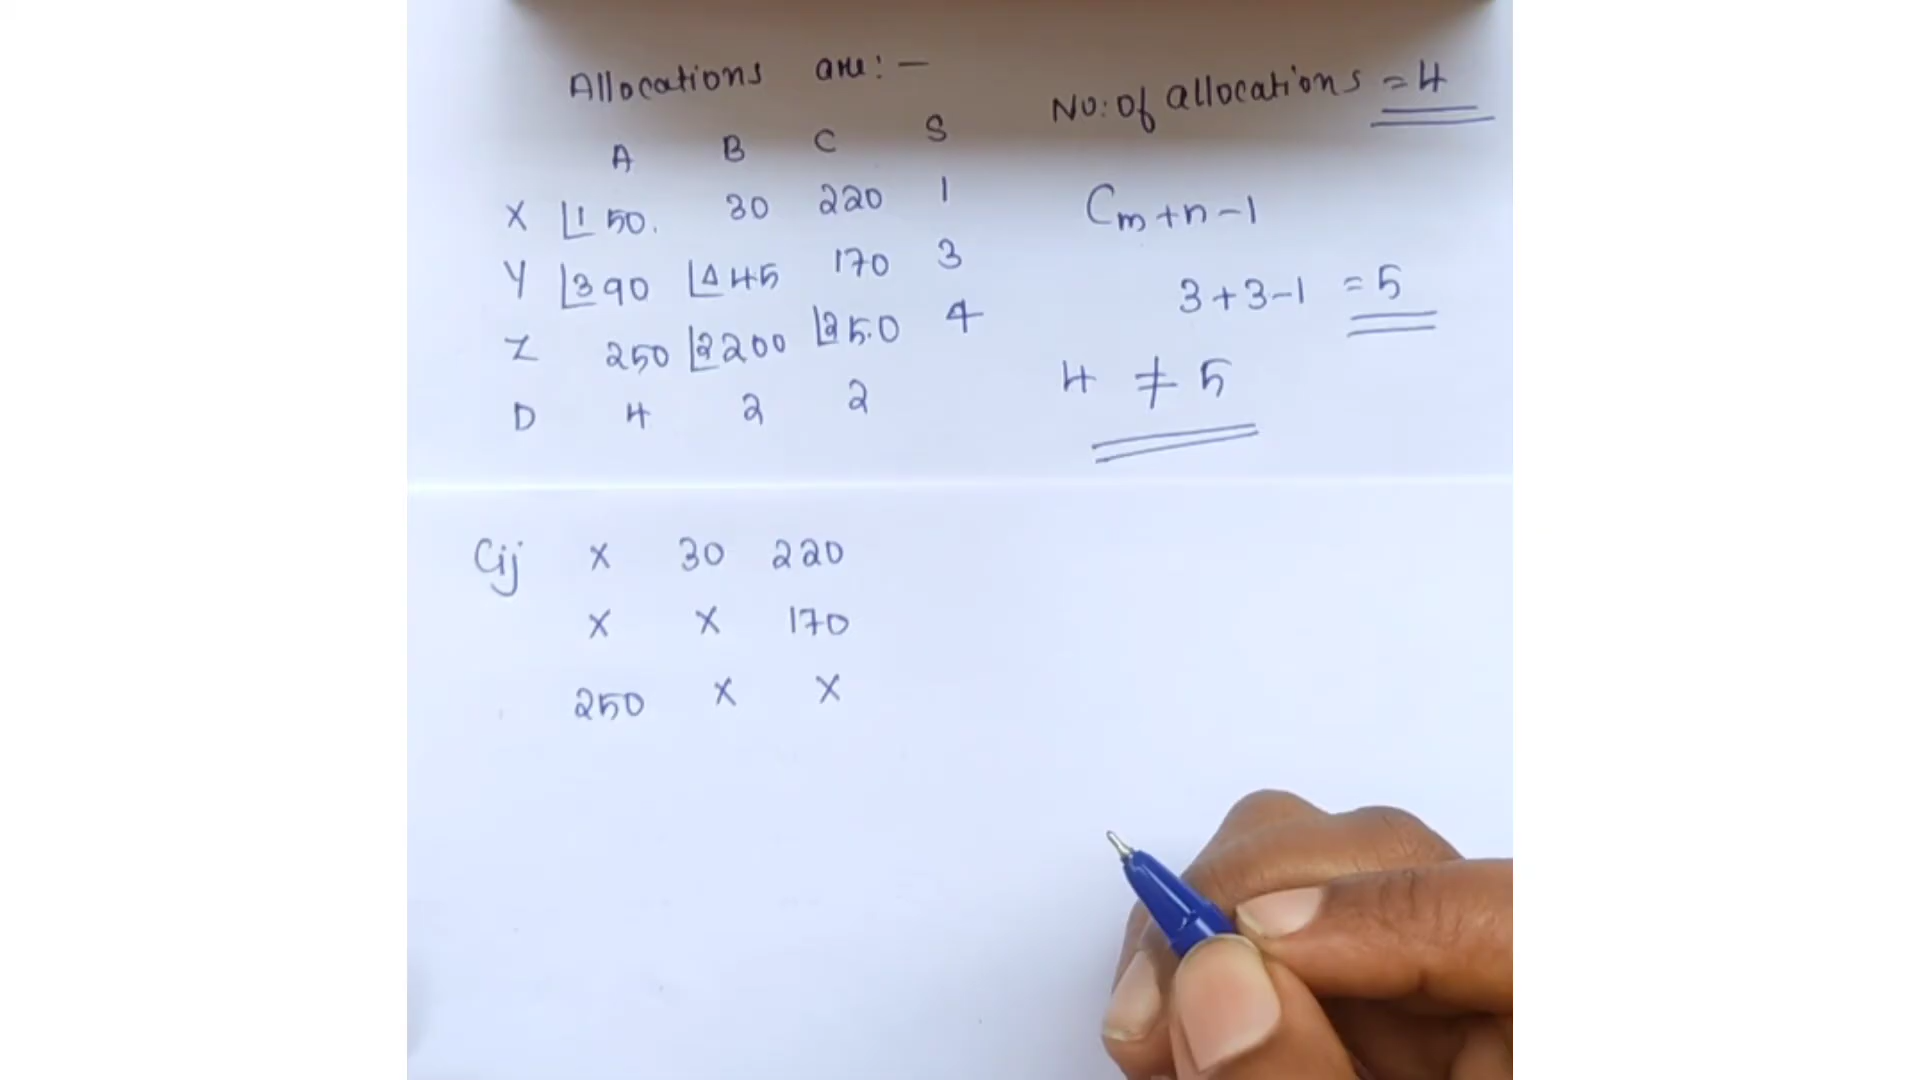 Allocations are:-
No: of allocations = 4
A B C S
X 1 50. 30 220 1
Y 3 90 Δ 45 170 3
Z 250 2 200 2 50 4
D 4 2 2
Cm+n-1
3+3-1 = 5
4 ≠ 5
Cij X 30 220
X X 170
250 X X